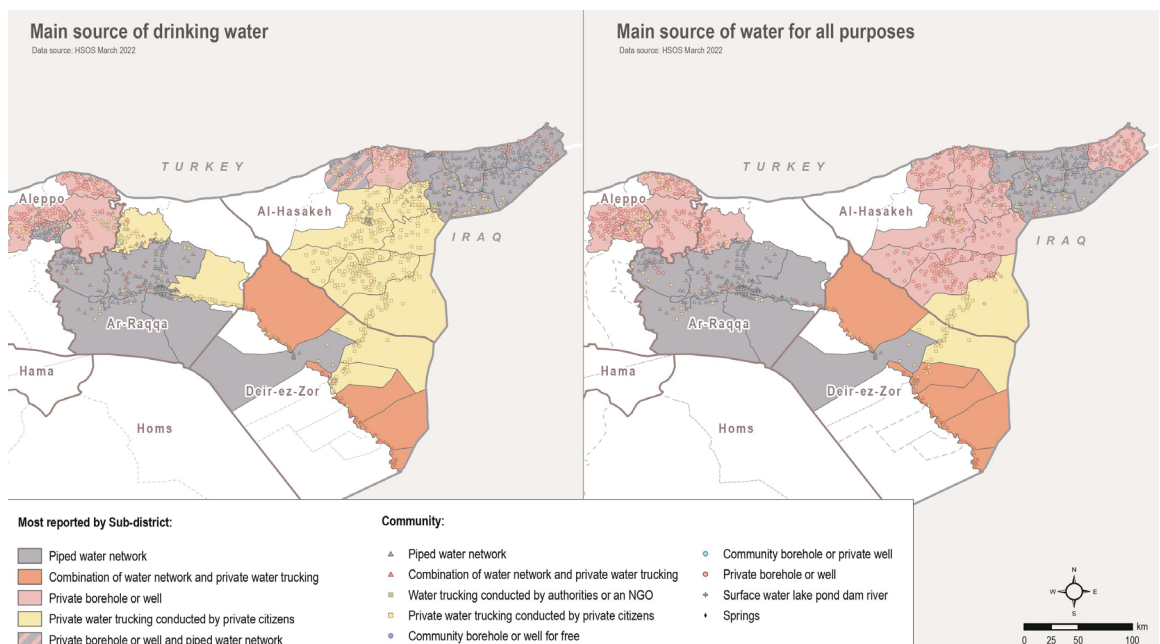 Main source of drinking water
Data source: HSOS March 2022
TURKEY
Aleppo
Al-Hasakeh
IRAQ
Ar-Raqqa
Hama
Deir-ez-Zor
Homs
Main source of water for all purposes
Data source: HSOS March 2022
TURKEY
Aleppo
Al-Hasakeh
IRAQ
Ar-Raqqa
Hama
Deir-ez-Zor
Homs
Most reported by Sub-district:
Piped water network
Combination of water network and private water trucking
Private borehole or well
Private water trucking conducted by private citizens
Private borehole or well and piped water network
Community:
Piped water network
Combination of water network and private water trucking
Water trucking conducted by authorities or an NGO
Private water trucking conducted by private citizens
Community borehole or well for free
Community borehole or private well
Private borehole or well
Surface water lake pond dam river
Springs
N
W E
S
km
0 25 50 100